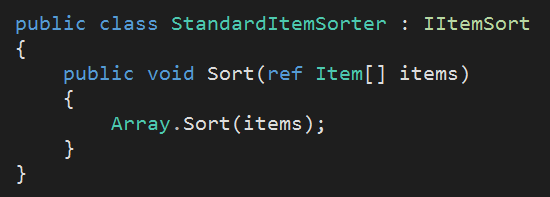 public class StandardItemSorter : IItemSort
{
    public void Sort(ref Item[] items)
    {
        Array.Sort(items);
    }
}